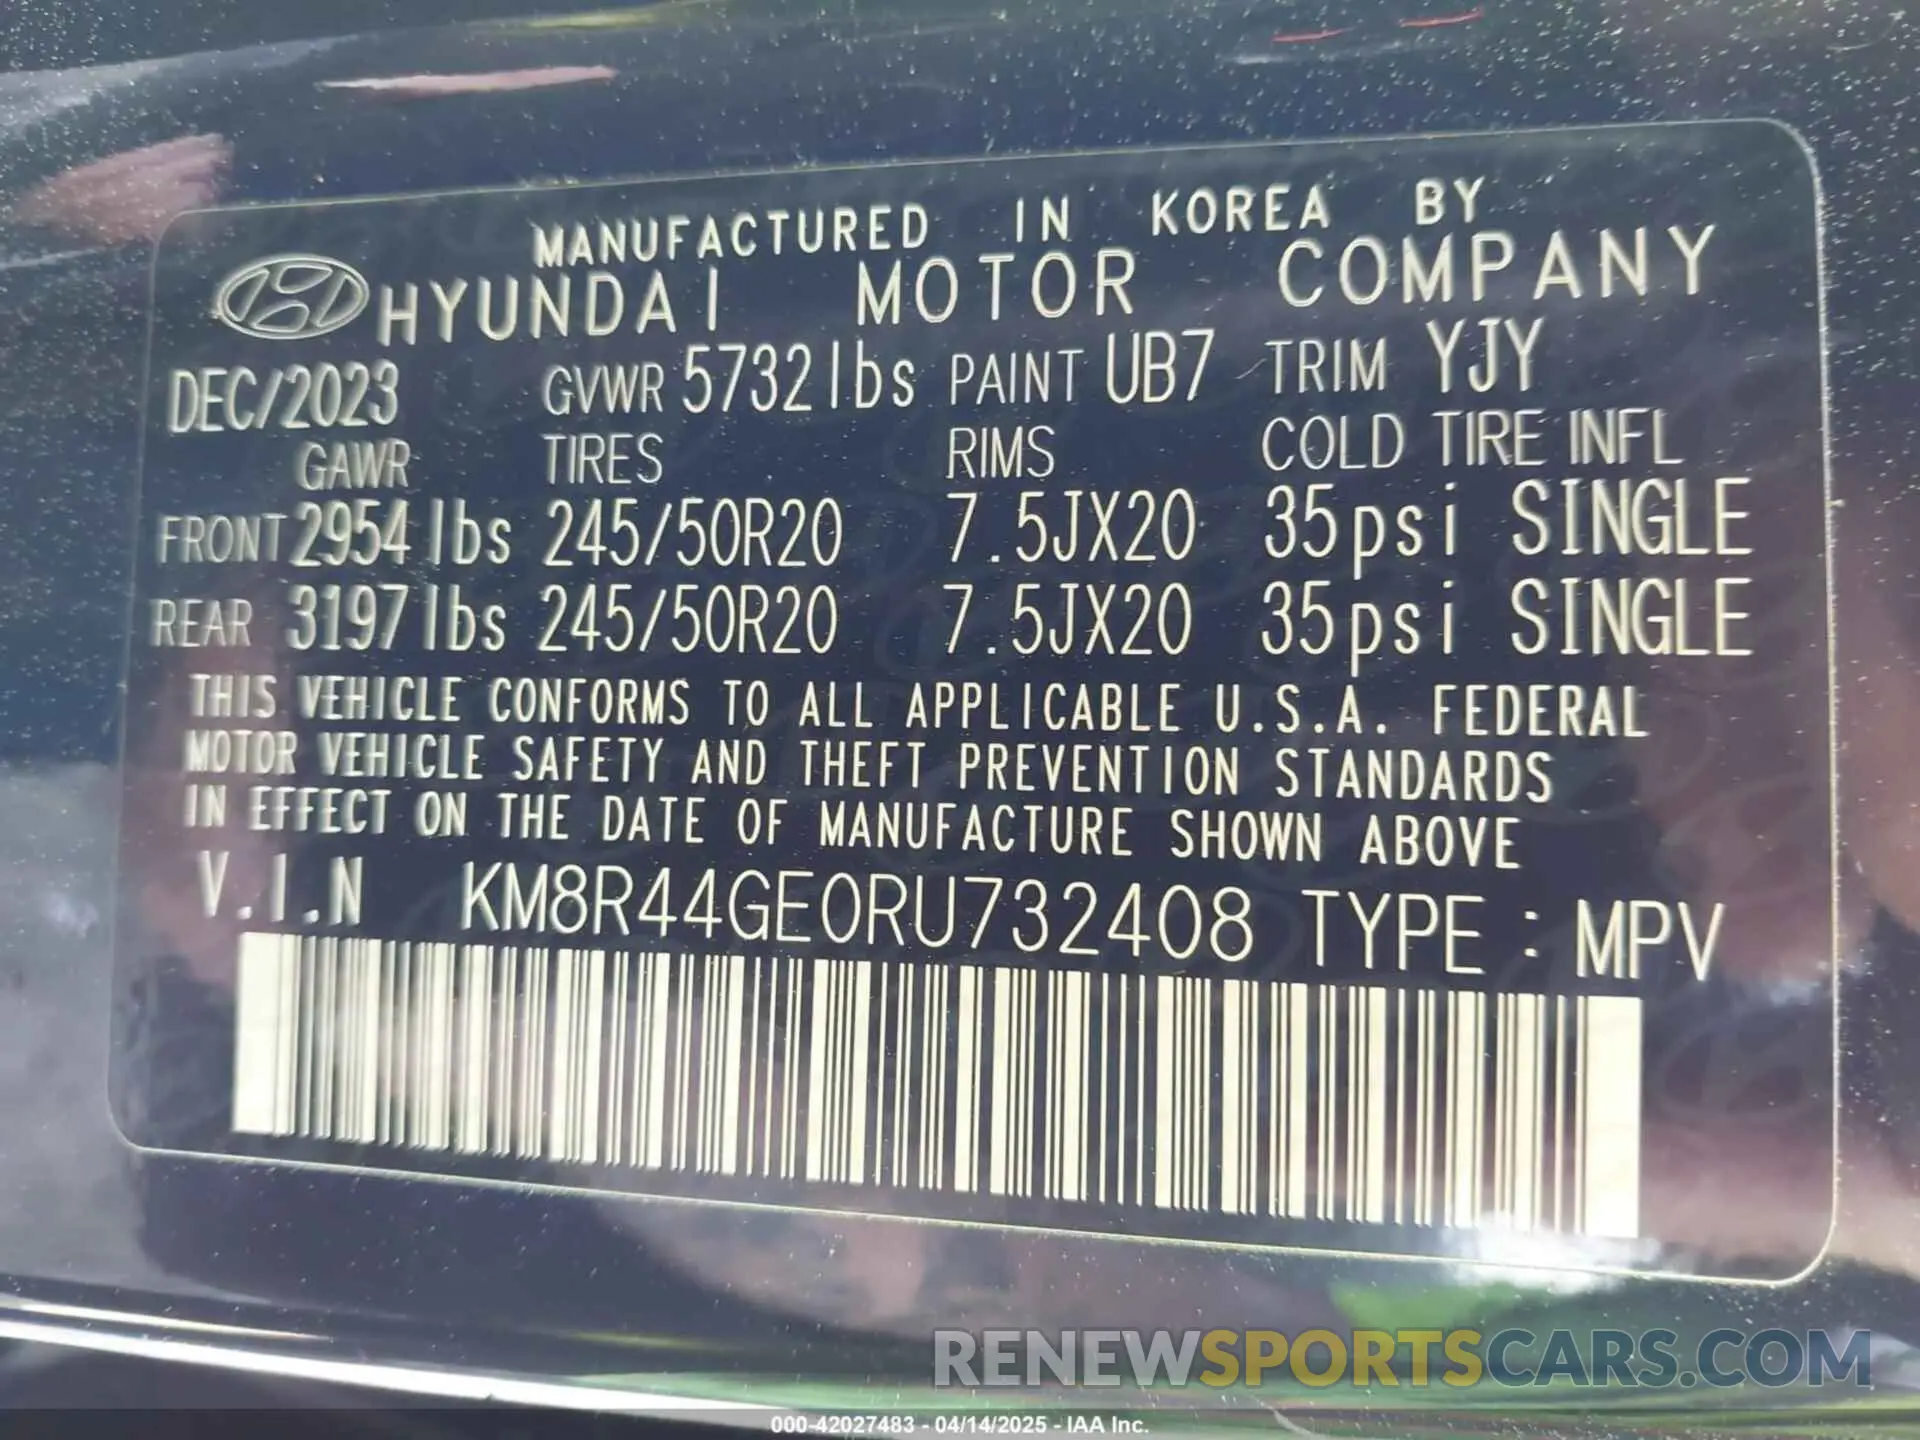 MANUFACTURED IN KOREA BY
HYUNDAI MOTOR COMPANY
DEC/2023 GVWR 5732lbs PAINT UB7 TRIM YJY
GAWR TIRES RIMS COLD TIRE INFL
FRONT 2954lbs 245/50R20 7.5JX20 35psi SINGLE
REAR 3197lbs 245/50R20 7.5JX20 35psi SINGLE
THIS VEHICLE CONFORMS TO ALL APPLICABLE U.S.A. FEDERAL
MOTOR VEHICLE SAFETY AND THEFT PREVENTION STANDARDS
IN EFFECT ON THE DATE OF MANUFACTURE SHOWN ABOVE
V.I.N KM8R44GE0RU732408 TYPE : MPV
RENEWSPORTSCARS.COM
000-42027483 - 04/14/2025 - IAA Inc.